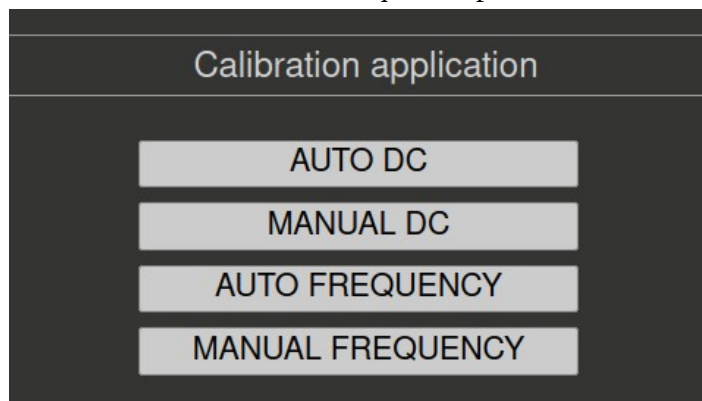 Calibration application
AUTO DC
MANUAL DC
AUTO FREQUENCY
MANUAL FREQUENCY